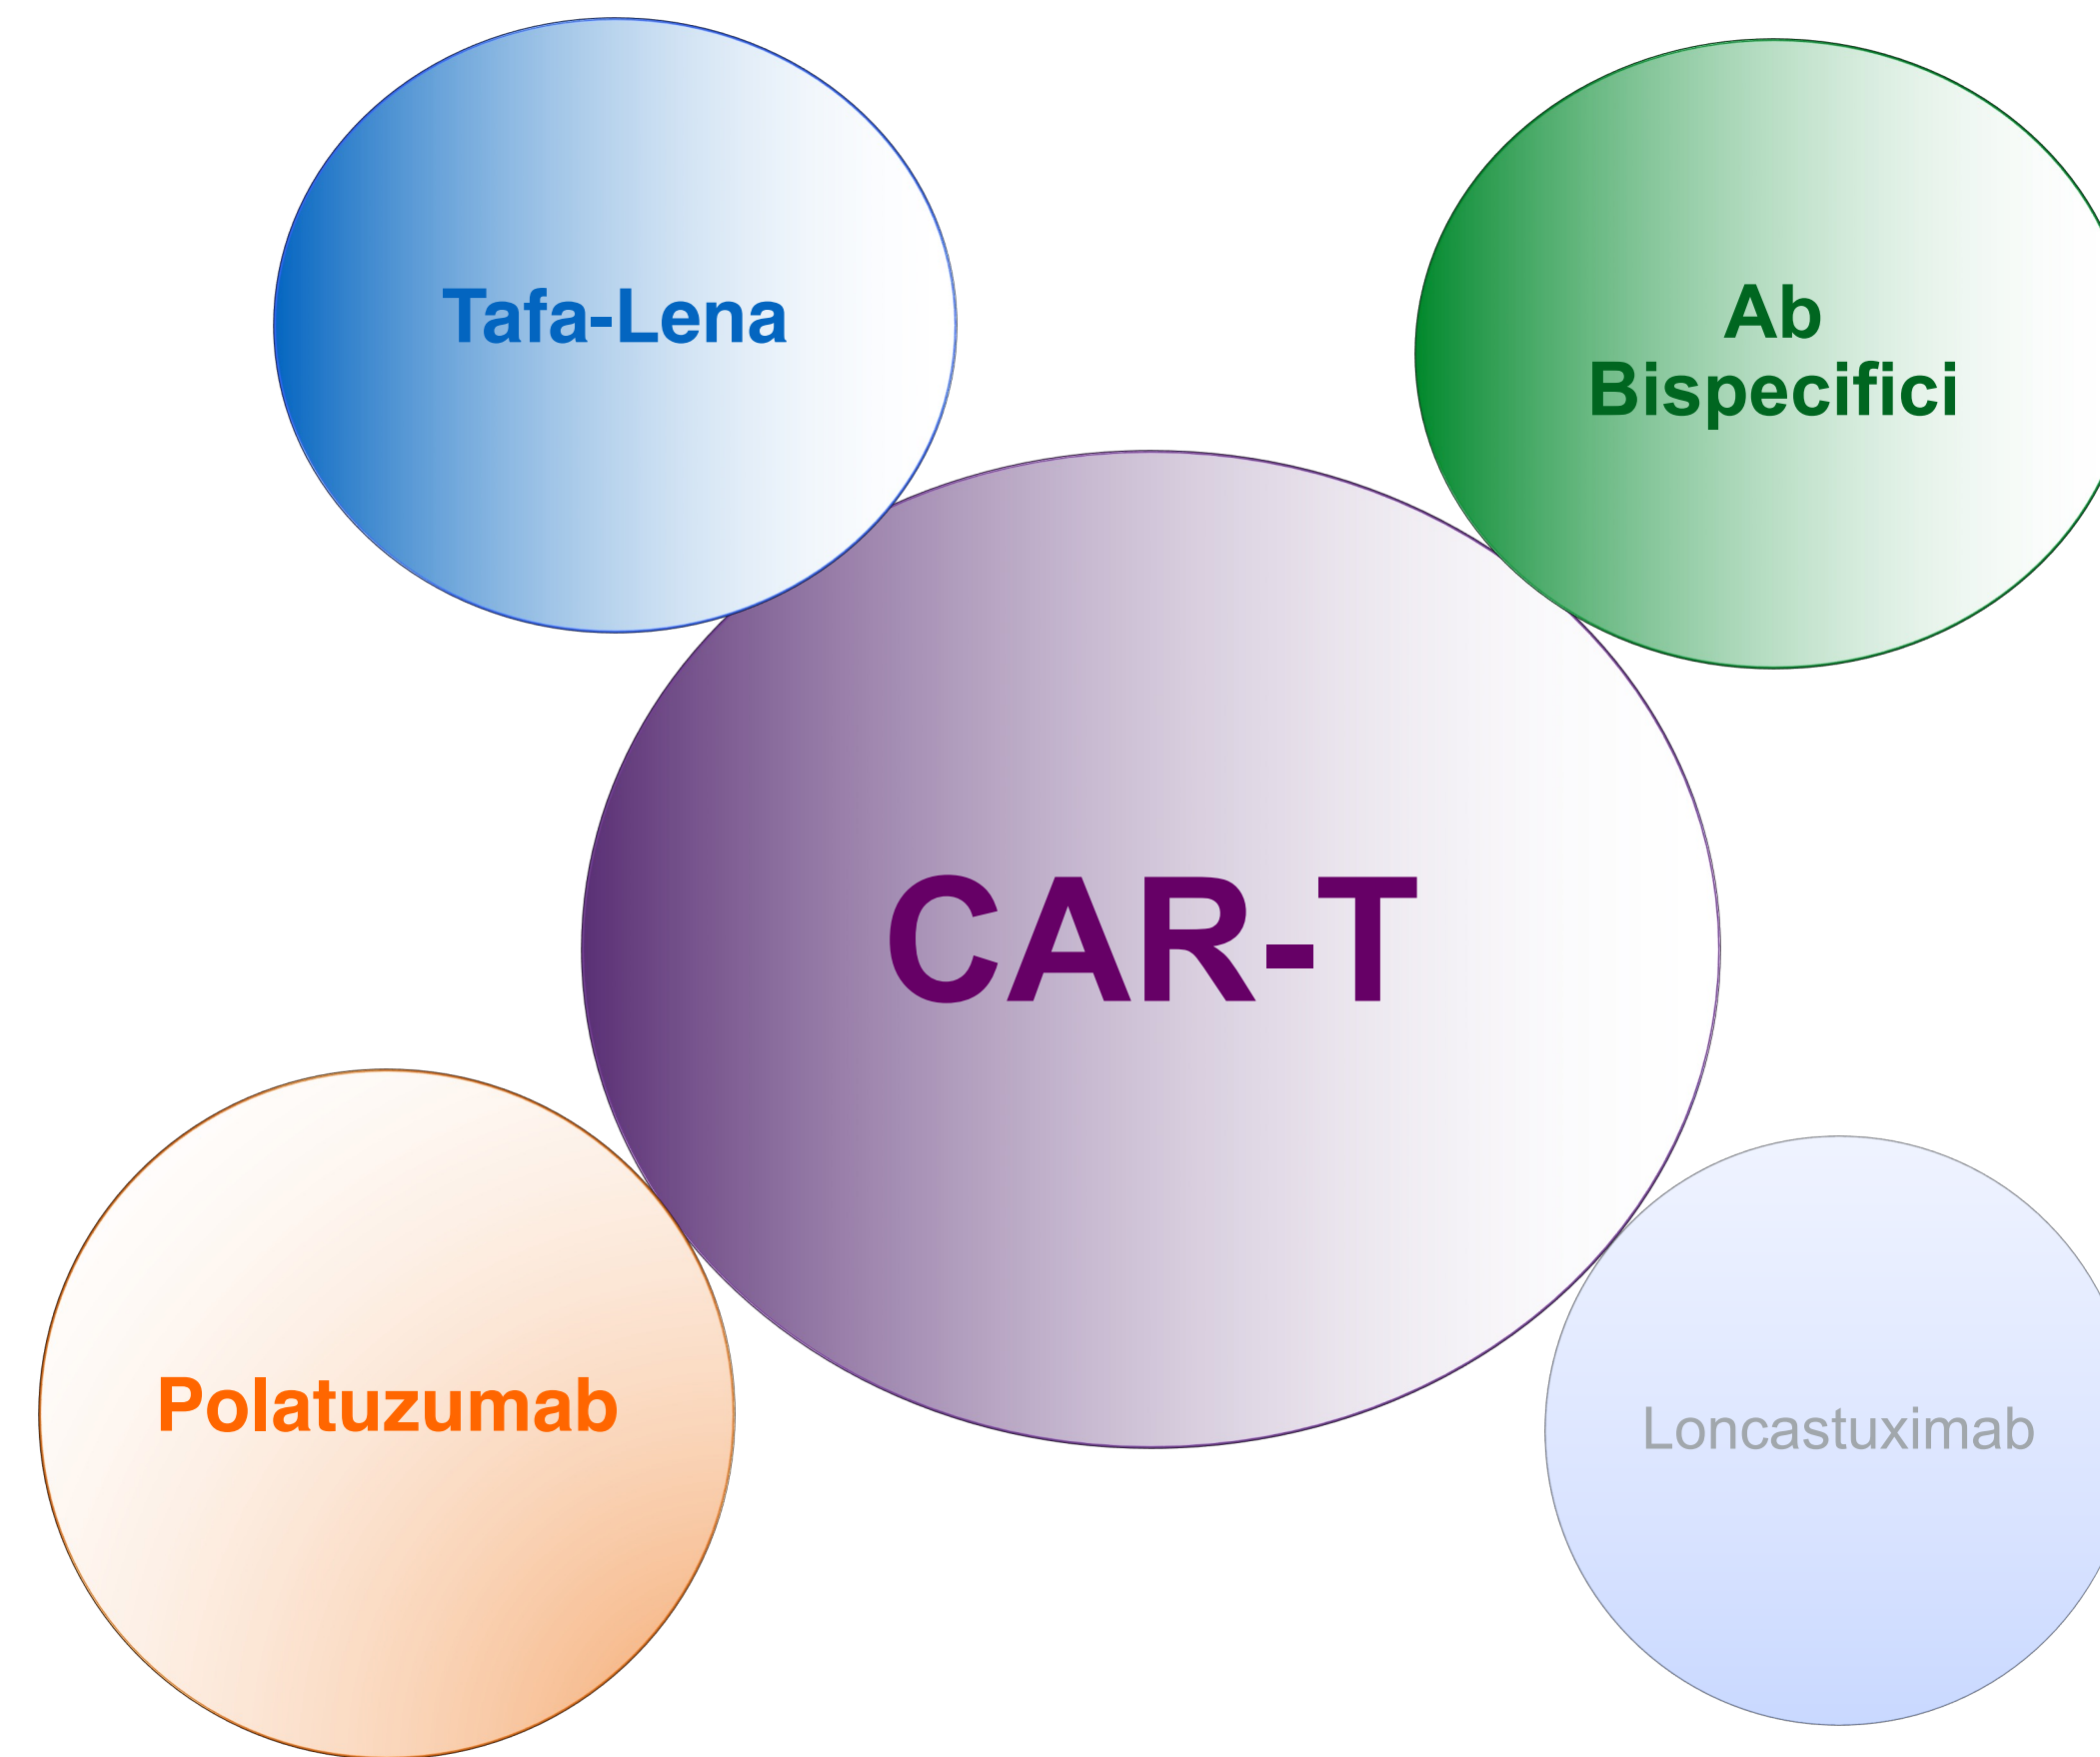 Tafa-Lena
Ab
Bispecifici
CAR-T
Polatuzumab
Loncastuximab